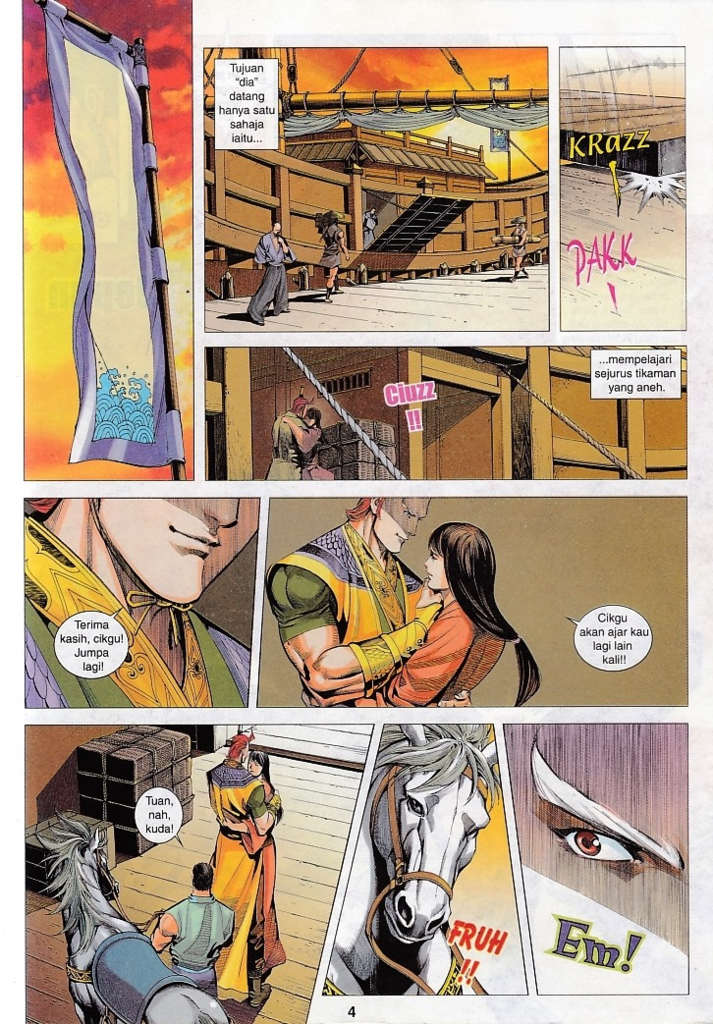 Tujuan
"dia"
datang
hanya satu
sahaja
iaitu...
KRazz
!
PAKK
!
...mempelajari
sejurus tikaman
yang aneh.
Ciuzz
!!
Terima
kasih, cikgu!
Jumpa
lagi!
Cikgu
akan ajar kau
lagi lain
kali!!
Tuan,
nah,
kuda!
FRUH
!!
Em!
4